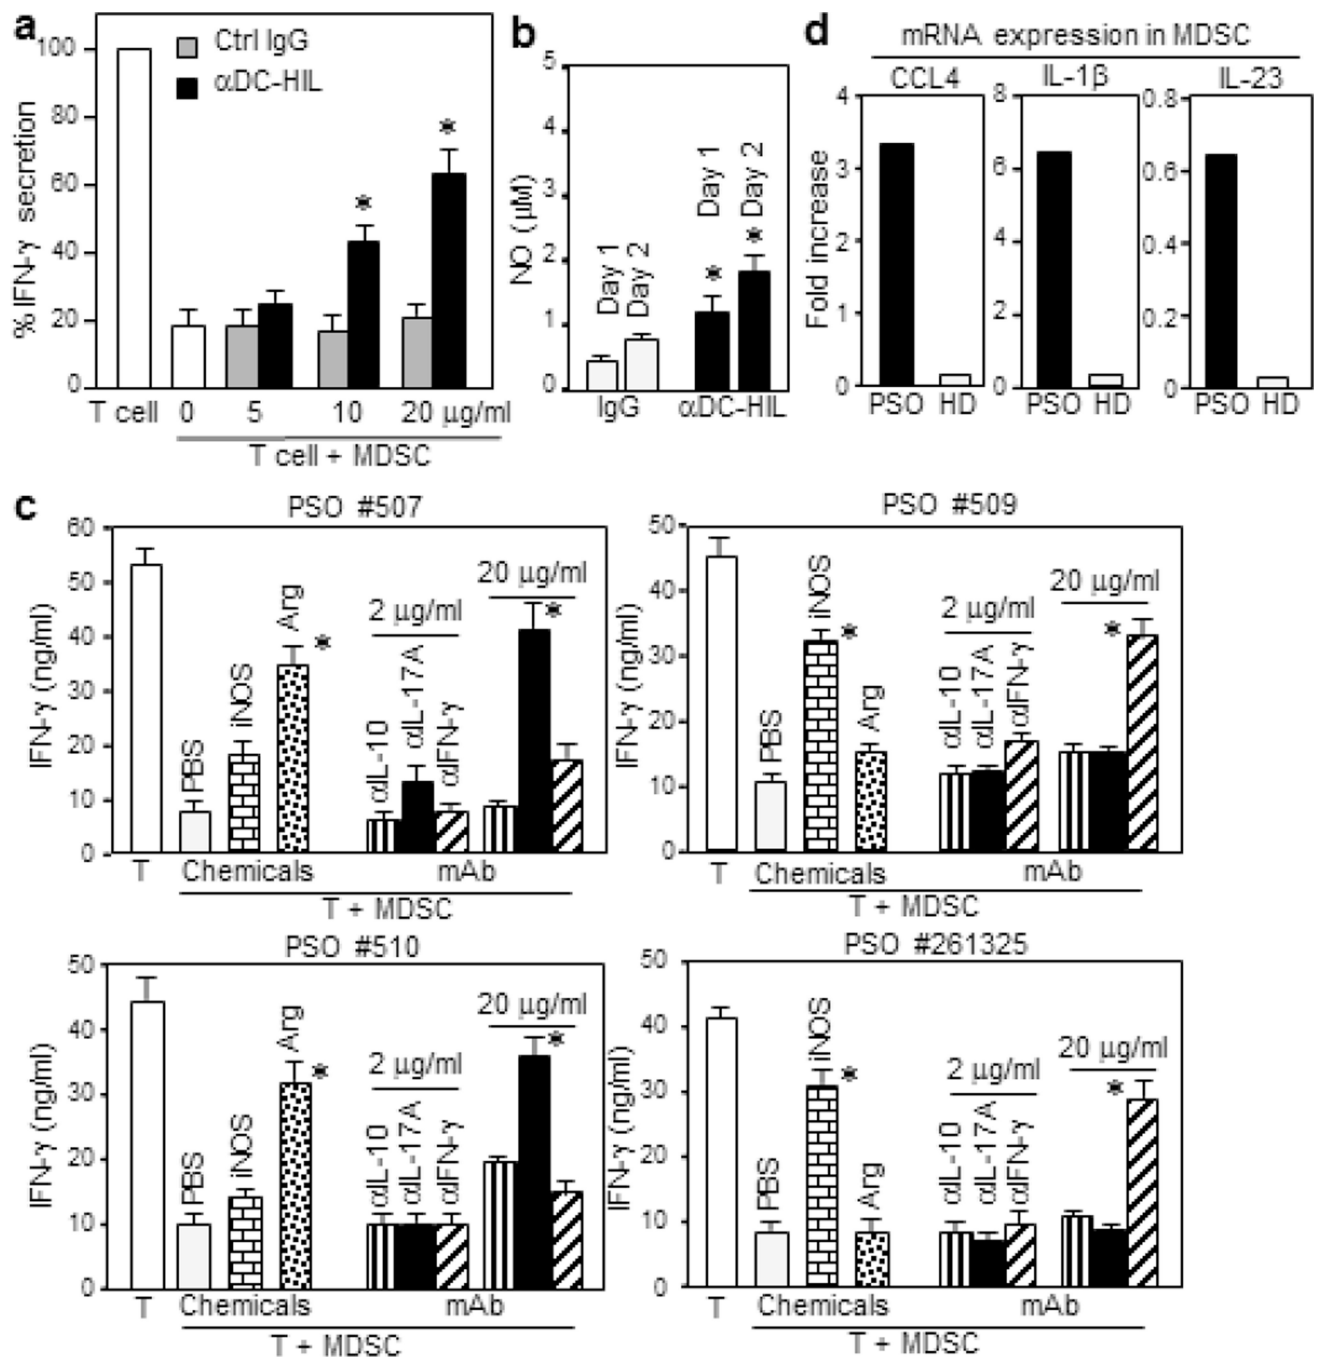 a
100
80
60
40
20
0
% IFN-γ secretion
Ctrl IgG
αDC-HIL
*
*
T cell 0 5 10 20 μg/ml
T cell + MDSC
b
5
4
3
2
1
0
NO (μM)
Day 1
Day 2
Day 1
Day 2
*
*
IgG αDC-HIL
d
mRNA expression in MDSC
CCL4 IL-1β IL-23
Fold increase
4
3
2
1
0
PSO HD
8
6
4
2
0
PSO HD
0.8
0.6
0.4
0.2
0
PSO HD
c
PSO #507
60
50
40
30
20
10
0
IFN-γ (ng/ml)
PBS
iNOS
Arg
*
2 μg/ml
αIL-10
αIL-17A
αIFN-γ
20 μg/ml
*
T Chemicals mAb
T + MDSC
PSO #509
50
40
30
20
10
0
IFN-γ (ng/ml)
PBS
iNOS
*
Arg
2 μg/ml
αIL-10
αIL-17A
αIFN-γ
20 μg/ml
*
T Chemicals mAb
T + MDSC
PSO #510
50
40
30
20
10
0
IFN-γ (ng/ml)
PBS
iNOS
Arg
*
2 μg/ml
αIL-10
αIL-17A
αIFN-γ
20 μg/ml
*
T Chemicals mAb
T + MDSC
PSO #261325
50
40
30
20
10
0
IFN-γ (ng/ml)
PBS
iNOS
*
Arg
2 μg/ml
αIL-10
αIL-17A
αIFN-γ
20 μg/ml
*
T Chemicals mAb
T + MDSC